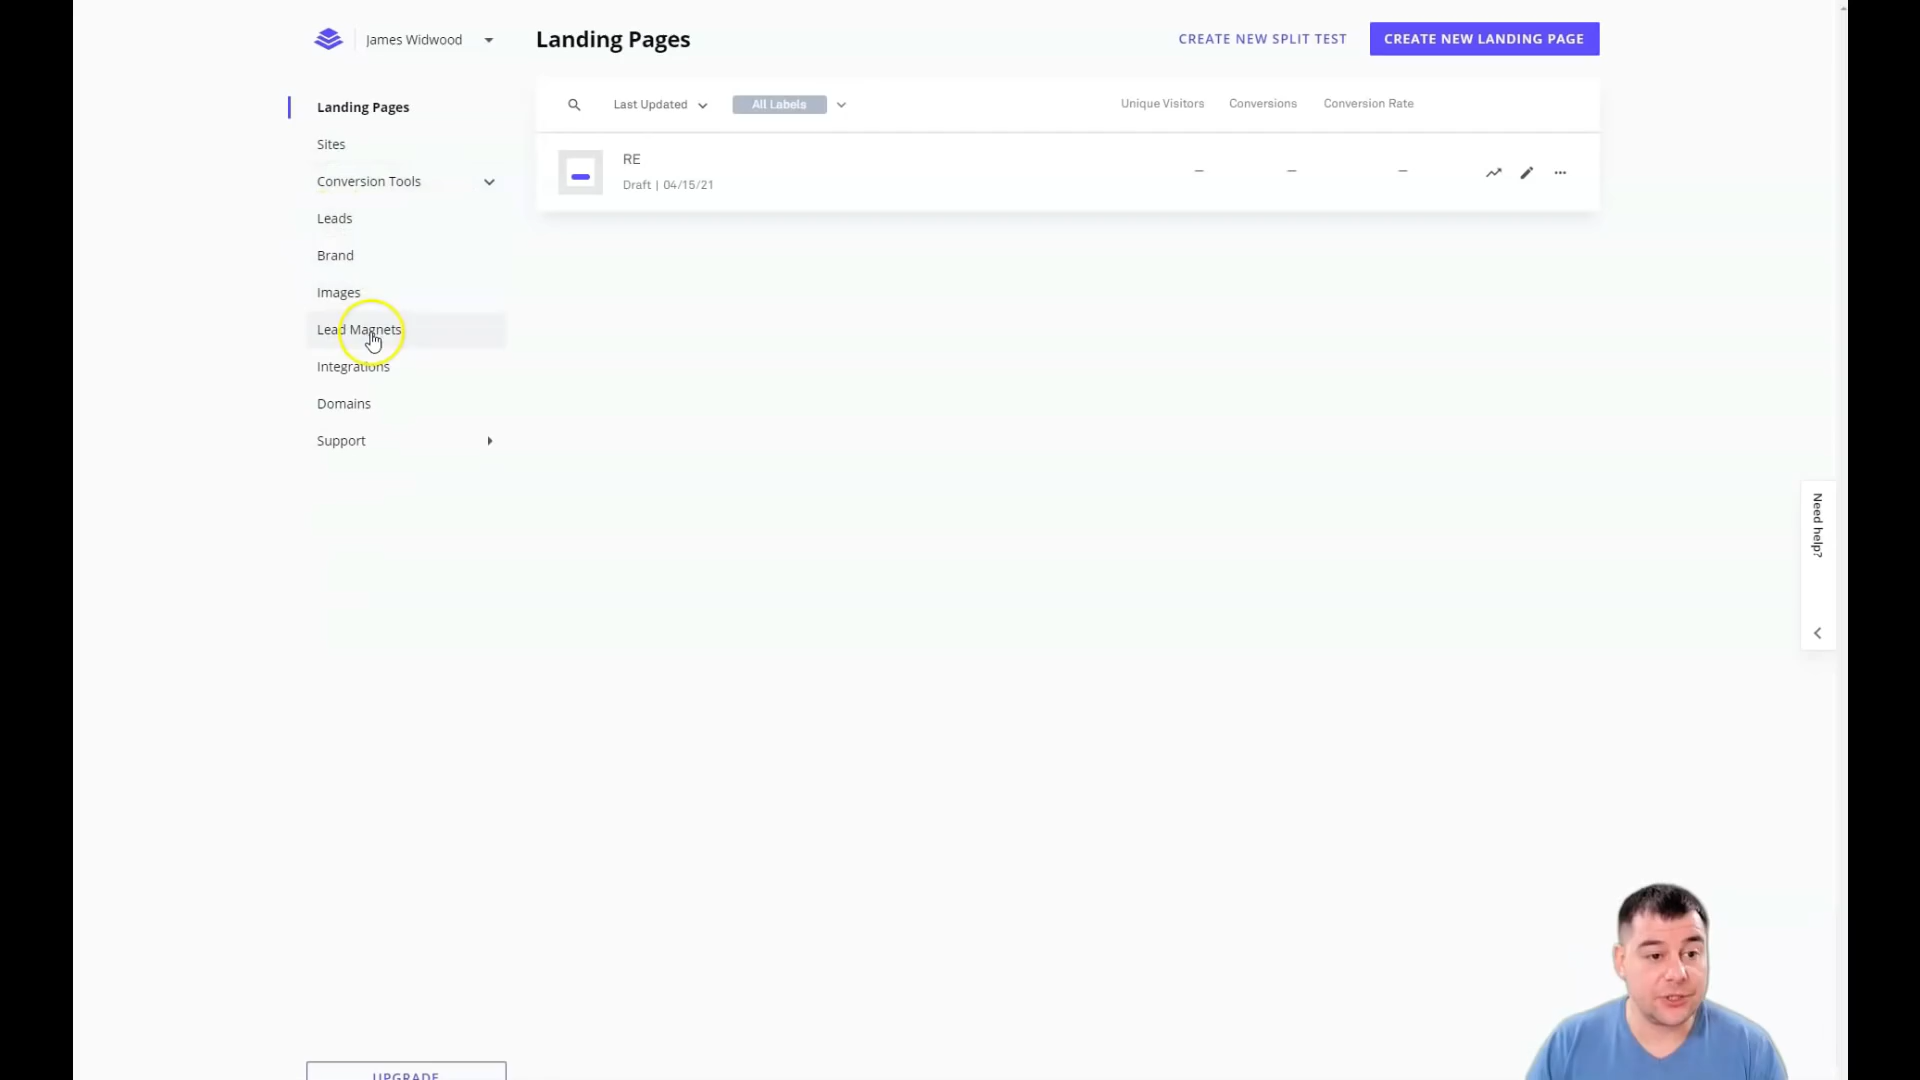 James Widwood
Landing Pages
CREATE NEW SPLIT TEST
CREATE NEW LANDING PAGE
Landing Pages
Sites
Conversion Tools
Leads
Brand
Images
Lead Magnets
Integrations
Domains
Support
Last Updated
All Labels
Unique Visitors
Conversions
Conversion Rate
RE
Draft | 04/15/21
–
–
–
Need help?
UPGRADE